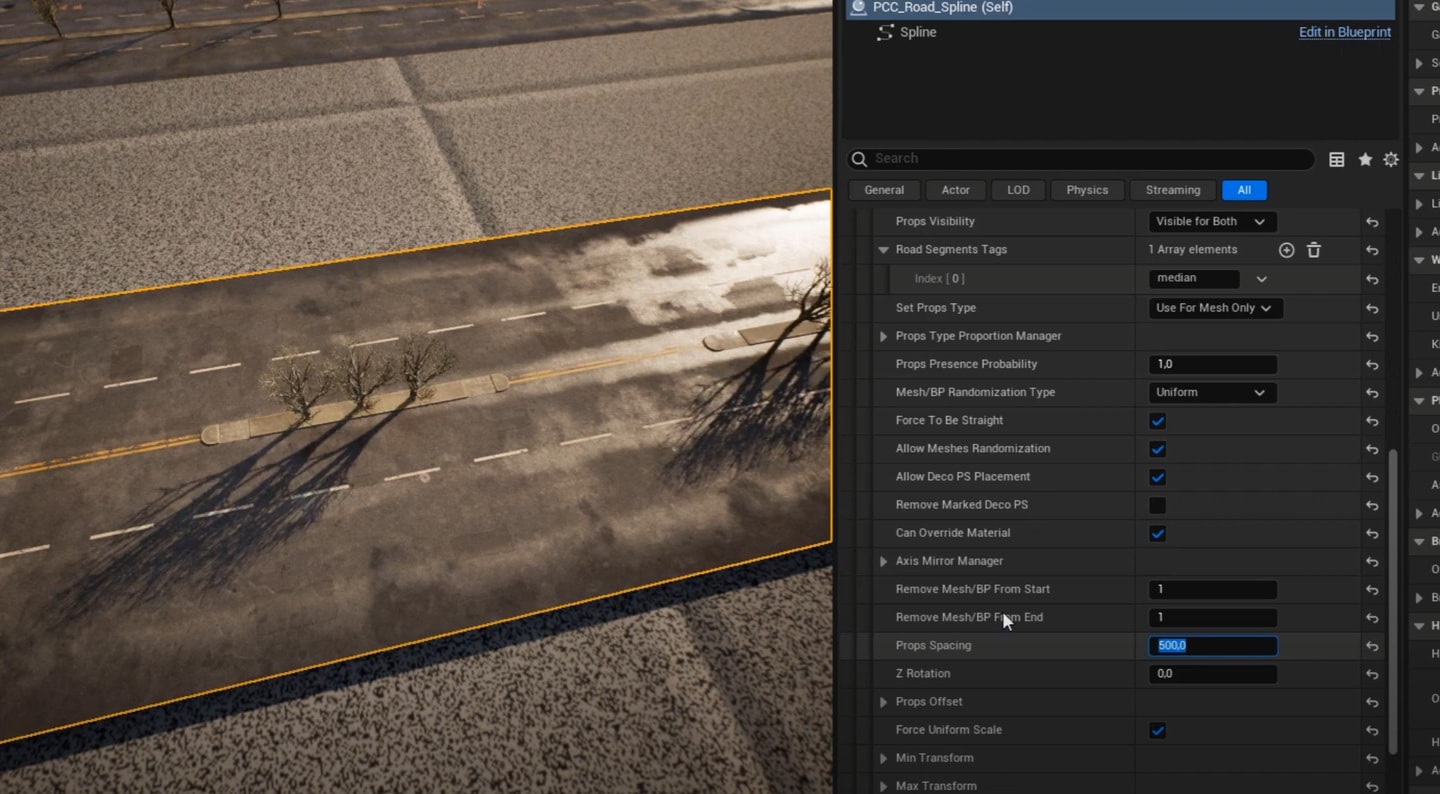 PCC_Road_Spline (Self)
Spline
Edit in Blueprint
Search
General Actor LOD Physics Streaming All
Props Visibility Visible for Both
Road Segments Tags 1 Array elements
Index [ 0 ] median
Set Props Type Use For Mesh Only
Props Type Proportion Manager
Props Presence Probability 1,0
Mesh/BP Randomization Type Uniform
Force To Be Straight
Allow Meshes Randomization
Allow Deco PS Placement
Remove Marked Deco PS
Can Override Material
Axis Mirror Manager
Remove Mesh/BP From Start 1
Remove Mesh/BP From End 1
Props Spacing 500,0
Z Rotation 0,0
Props Offset
Force Uniform Scale
Min Transform
Max Transform